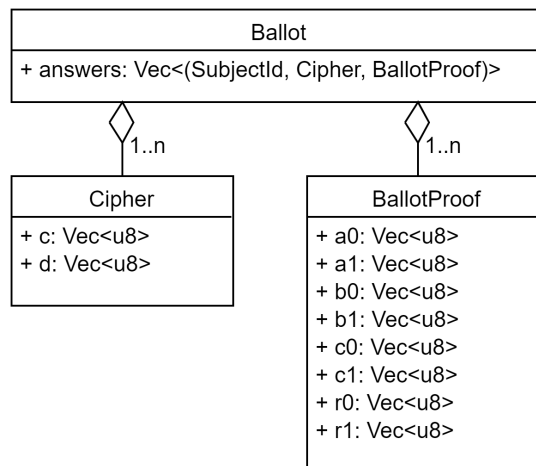 Ballot
+ answers: Vec<(SubjectId, Cipher, BallotProof)>
1..n
1..n
Cipher
+ c: Vec<u8>
+ d: Vec<u8>
BallotProof
+ a0: Vec<u8>
+ a1: Vec<u8>
+ b0: Vec<u8>
+ b1: Vec<u8>
+ c0: Vec<u8>
+ c1: Vec<u8>
+ r0: Vec<u8>
+ r1: Vec<u8>